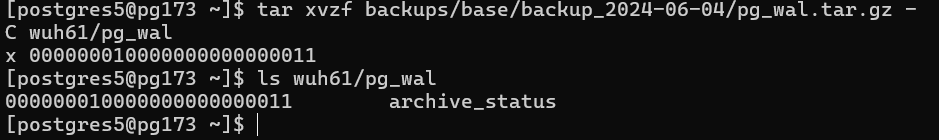 [postgres5@pg173 ~]$ tar xvzf backups/base/backup_2024-06-04/pg_wal.tar.gz -
C wuh61/pg_wal
x 000000010000000000000011
[postgres5@pg173 ~]$ ls wuh61/pg_wal
000000010000000000000011        archive_status
[postgres5@pg173 ~]$